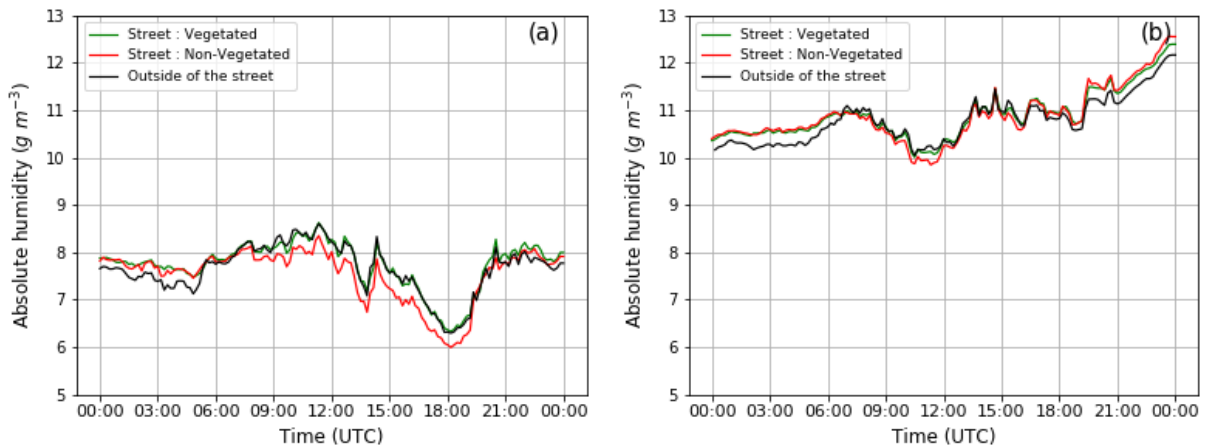 (a)
Street : Vegetated
Street : Non-Vegetated
Outside of the street
Absolute humidity (g m⁻³)
13
12
11
10
9
8
7
6
5
00:00 03:00 06:00 09:00 12:00 15:00 18:00 21:00 00:00
Time (UTC)
(b)
Street : Vegetated
Street : Non-Vegetated
Outside of the street
Absolute humidity (g m⁻³)
13
12
11
10
9
8
7
6
5
00:00 03:00 06:00 09:00 12:00 15:00 18:00 21:00 00:00
Time (UTC)